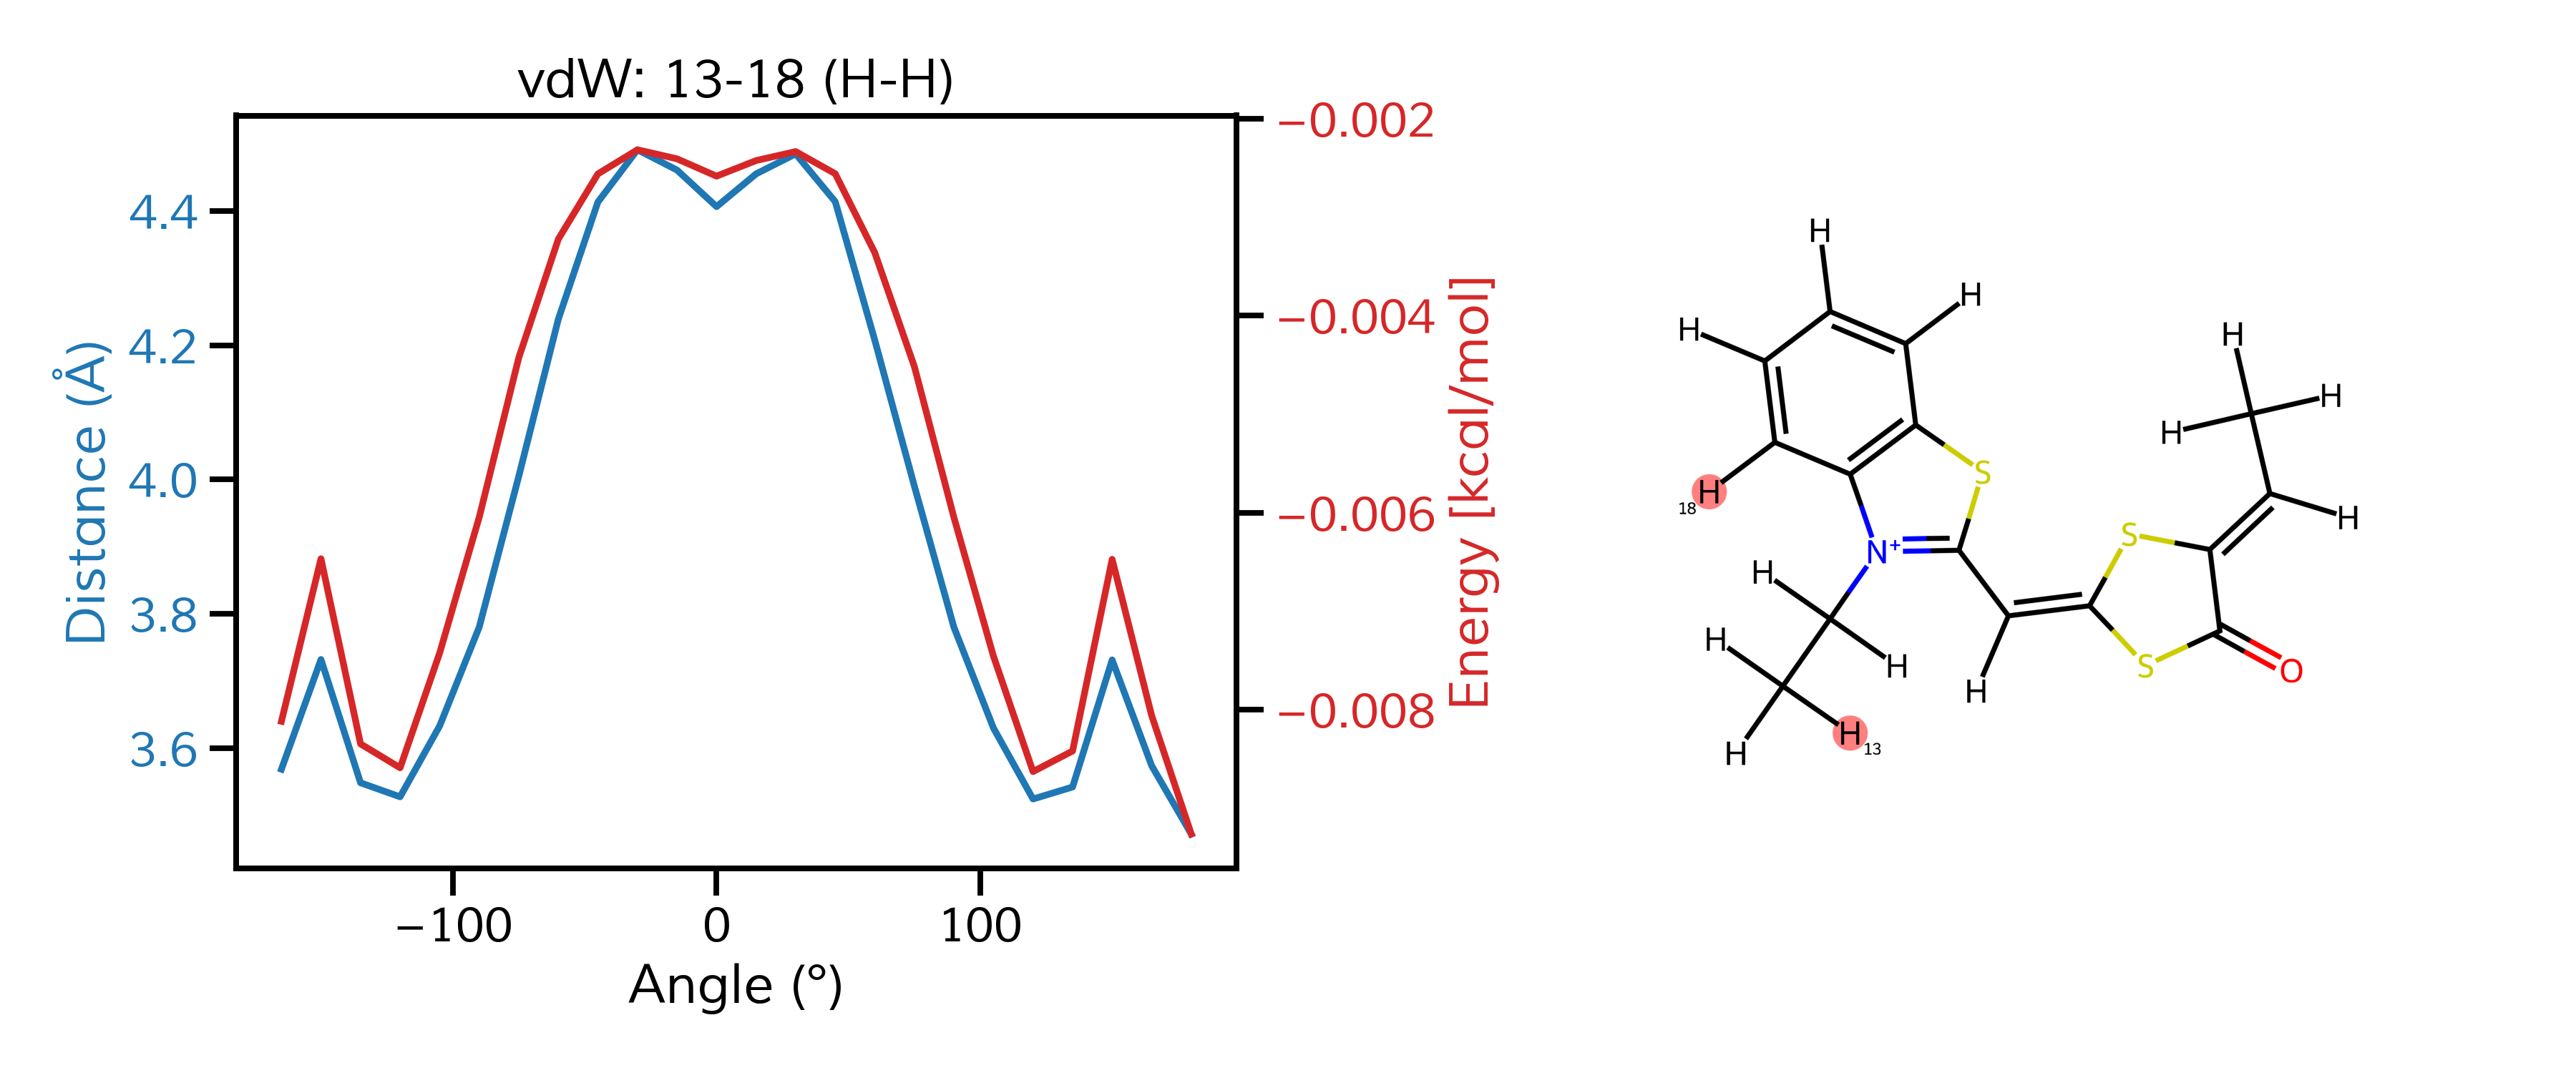 vdW: 13-18 (H-H)
4.4
4.2
4.0
3.8
3.6
Distance (Å)
−0.002
−0.004
−0.006
−0.008
Energy [kcal/mol]
−100
0
100
Angle (°)
H
H
H
H
H
H
S
H
18
H
S
N⁺
H
H
H
H
S
O
H
H
13
H